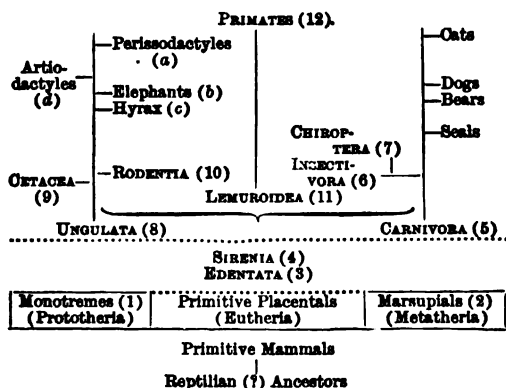 PRIMATES (12).
Perissodactyles
(a)
Artio-
dactyles
(d)
Elephants (b)
Hyrax (c)
Cats
Dogs
Bears
Seals
CHIROP-
TERA (7)
INSECTI-
VORA (6)
RODENTIA (10)
CETACEA
(9)
LEMUROIDEA (11)
UNGULATA (8)
CARNIVORA (5)
SIRENIA (4)
EDENTATA (3)
Monotremes (1)
(Prototheria)
Primitive Placentals
(Eutheria)
Marsupials (2)
(Metatheria)
Primitive Mammals
Reptilian (?) Ancestors